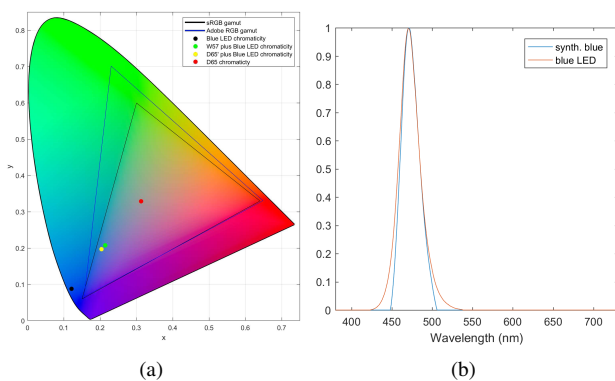 sRGB gamut
Adobe RGB gamut
Blue LED chromaticity
W57 plus Blue LED chromaticity
D65' plus Blue LED chromaticity
D65 chromaticy
0.8
0.7
0.6
0.5
0.4
0.3
0.2
0.1
0
y
0 0.1 0.2 0.3 0.4 0.5 0.6 0.7
x
(a)
synth. blue
blue LED
1
0.9
0.8
0.7
0.6
0.5
0.4
0.3
0.2
0.1
0
400 450 500 550 600 650 700
Wavelength (nm)
(b)